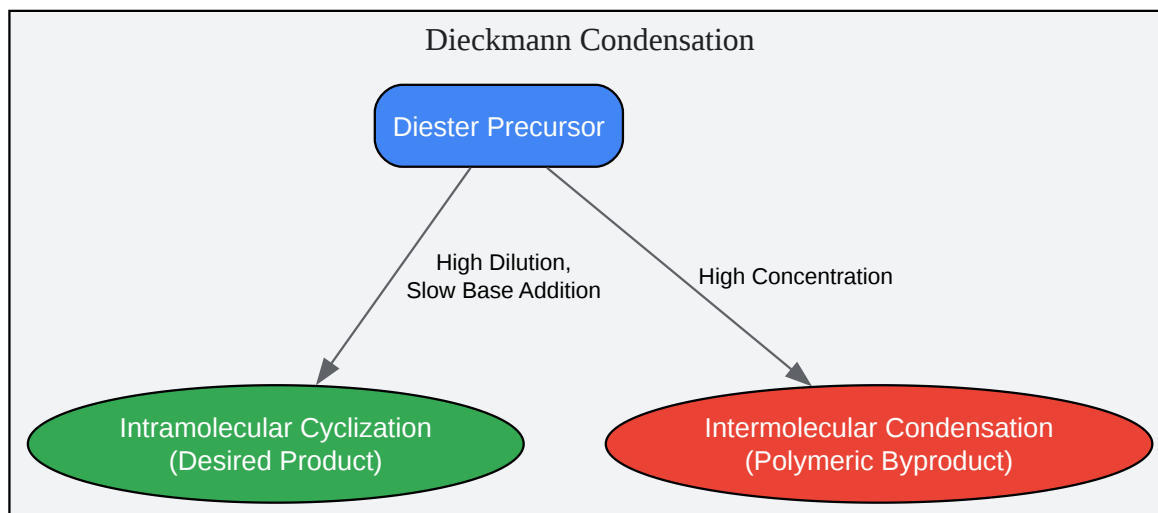 Dieckmann Condensation
Diester Precursor
High Dilution,
Slow Base Addition
High Concentration
Intramolecular Cyclization
(Desired Product)
Intermolecular Condensation
(Polymeric Byproduct)